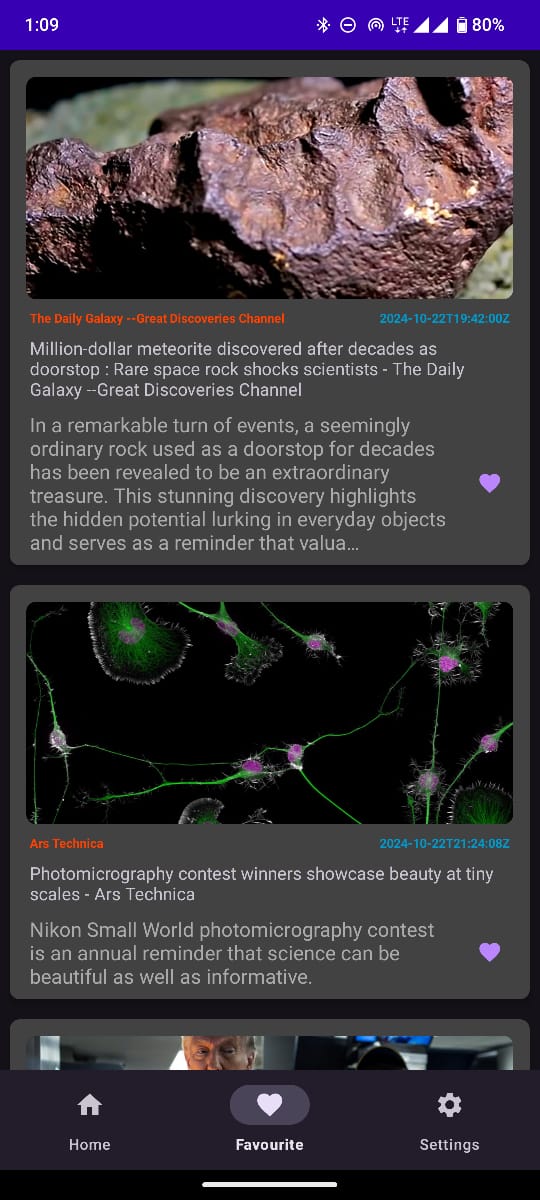 1:09
LTE
80%
The Daily Galaxy --Great Discoveries Channel
2024-10-22T19:42:00Z
Million-dollar meteorite discovered after decades as
doorstop : Rare space rock shocks scientists - The Daily
Galaxy --Great Discoveries Channel
In a remarkable turn of events, a seemingly
ordinary rock used as a doorstop for decades
has been revealed to be an extraordinary
treasure. This stunning discovery highlights
the hidden potential lurking in everyday objects
and serves as a reminder that valua…
Ars Technica
2024-10-22T21:24:08Z
Photomicrography contest winners showcase beauty at tiny
scales - Ars Technica
Nikon Small World photomicrography contest
is an annual reminder that science can be
beautiful as well as informative.
Home
Favourite
Settings